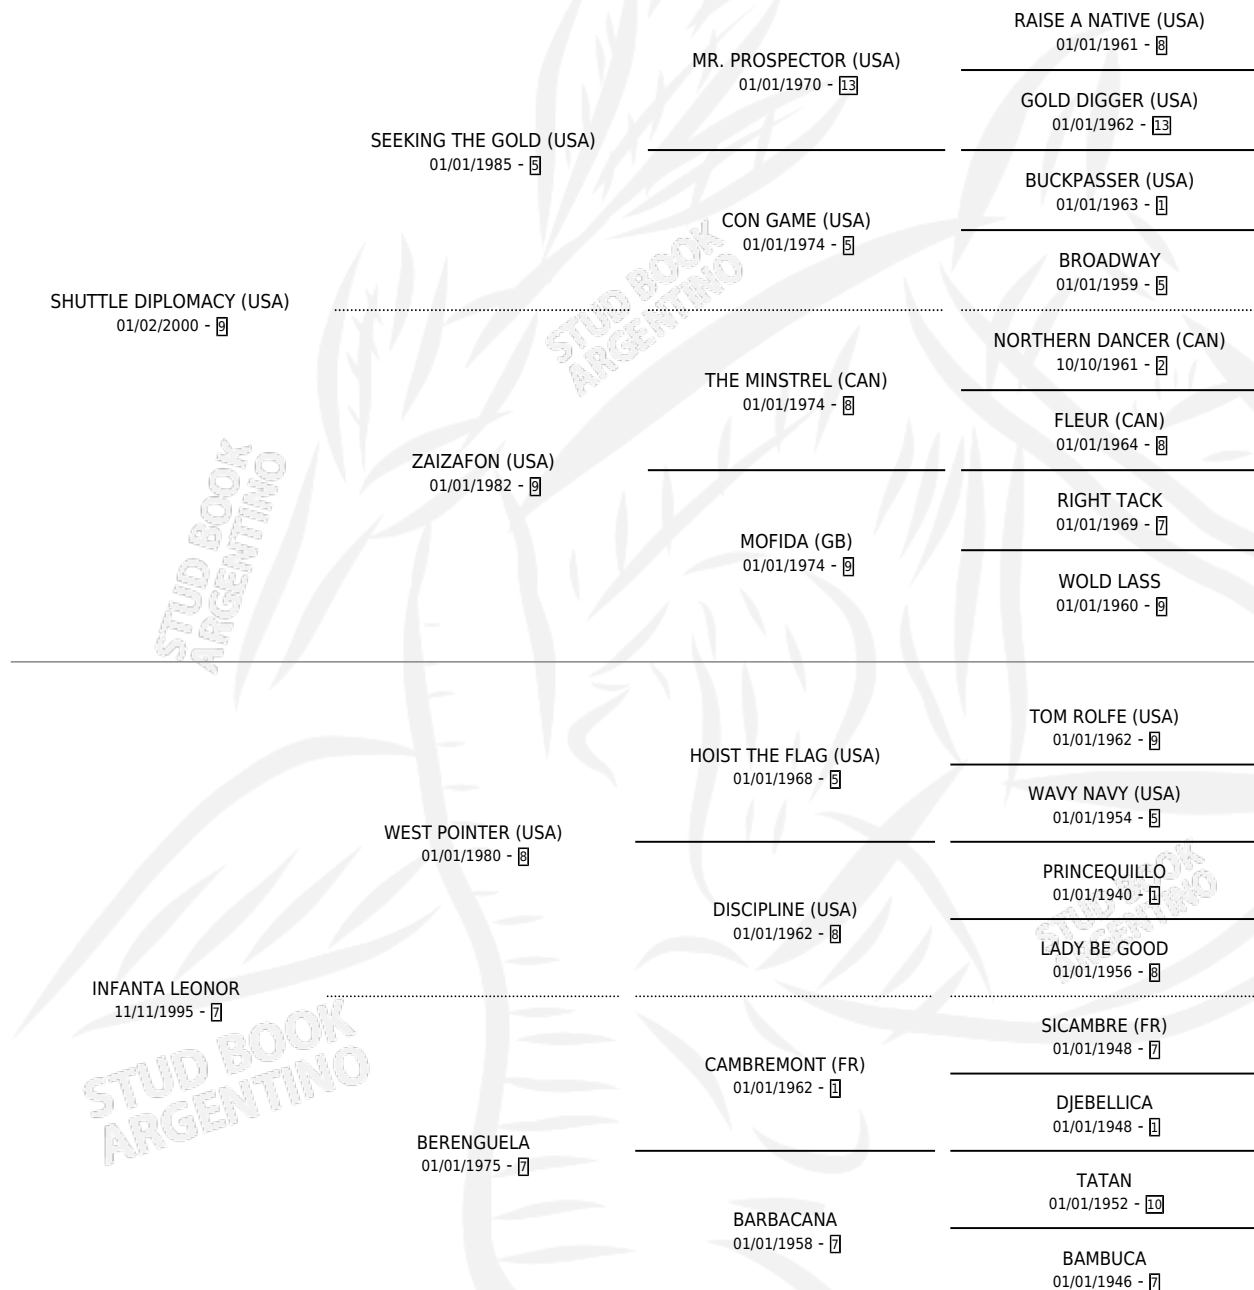 RAISE A NATIVE (USA)
01/01/1961 - 8
MR. PROSPECTOR (USA)
01/01/1970 - 13
GOLD DIGGER (USA)
01/01/1962 - 13
SEEKING THE GOLD (USA)
01/01/1985 - 5
BUCKPASSER (USA)
01/01/1963 - 1
CON GAME (USA)
01/01/1974 - 5
BROADWAY
01/01/1959 - 5
SHUTTLE DIPLOMACY (USA)
01/02/2000 - 9
NORTHERN DANCER (CAN)
10/10/1961 - 2
THE MINSTREL (CAN)
01/01/1974 - 8
FLEUR (CAN)
01/01/1964 - 8
ZAIZAFON (USA)
01/01/1982 - 9
RIGHT TACK
01/01/1969 - 7
MOFIDA (GB)
01/01/1974 - 9
WOLD LASS
01/01/1960 - 9
TOM ROLFE (USA)
01/01/1962 - 9
HOIST THE FLAG (USA)
01/01/1968 - 5
WAVY NAVY (USA)
01/01/1954 - 5
WEST POINTER (USA)
01/01/1980 - 8
PRINCEQUILLO
01/01/1940 - 1
DISCIPLINE (USA)
01/01/1962 - 8
LADY BE GOOD
01/01/1956 - 8
INFANTA LEONOR
11/11/1995 - 7
SICAMBRE (FR)
01/01/1948 - 7
CAMBREMONT (FR)
01/01/1962 - 1
DJEBELLICA
01/01/1948 - 1
BERENGUELA
01/01/1975 - 7
TATAN
01/01/1952 - 10
BARBACANA
01/01/1958 - 7
BAMBUCA
01/01/1946 - 7
STUD BOOK
ARGENTINO
STUD BOOK
ARGENTINO
STUD BOOK
ARGENTINO
STUD BOOK
ARGENTINO